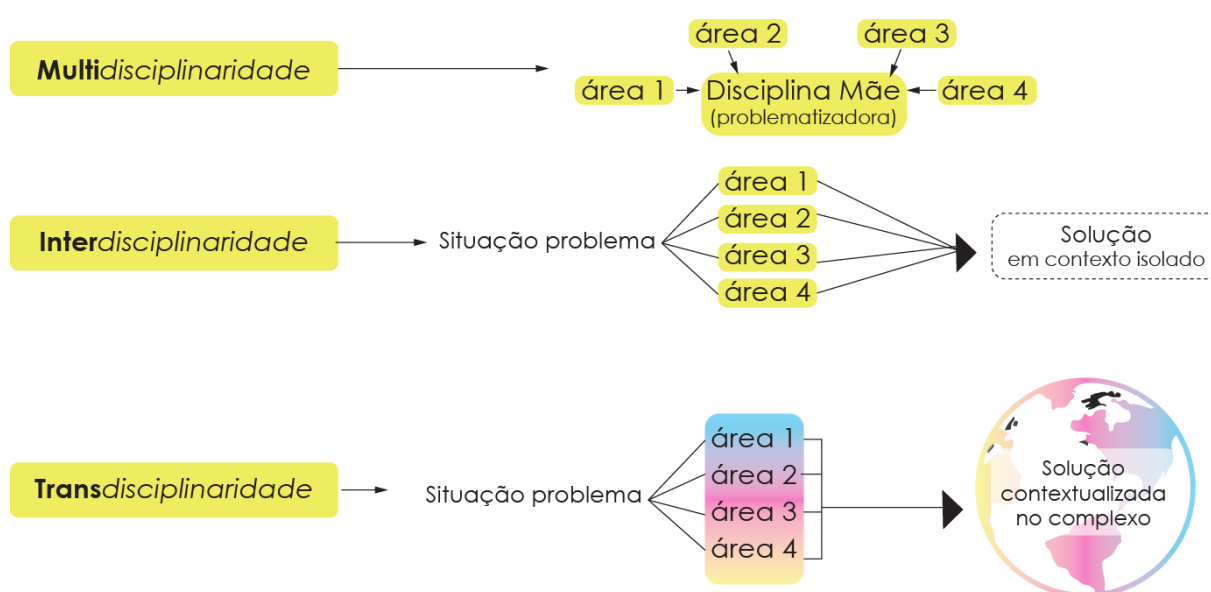 Multidisciplinaridade
área 2
área 3
área 1
Disciplina Mãe
área 4
(problematizadora)
Interdisciplinaridade
Situação problema
área 1
área 2
área 3
área 4
Solução
em contexto isolado
Transdisciplinaridade
Situação problema
área 1
área 2
área 3
área 4
Solução
contextualizada
no complexo